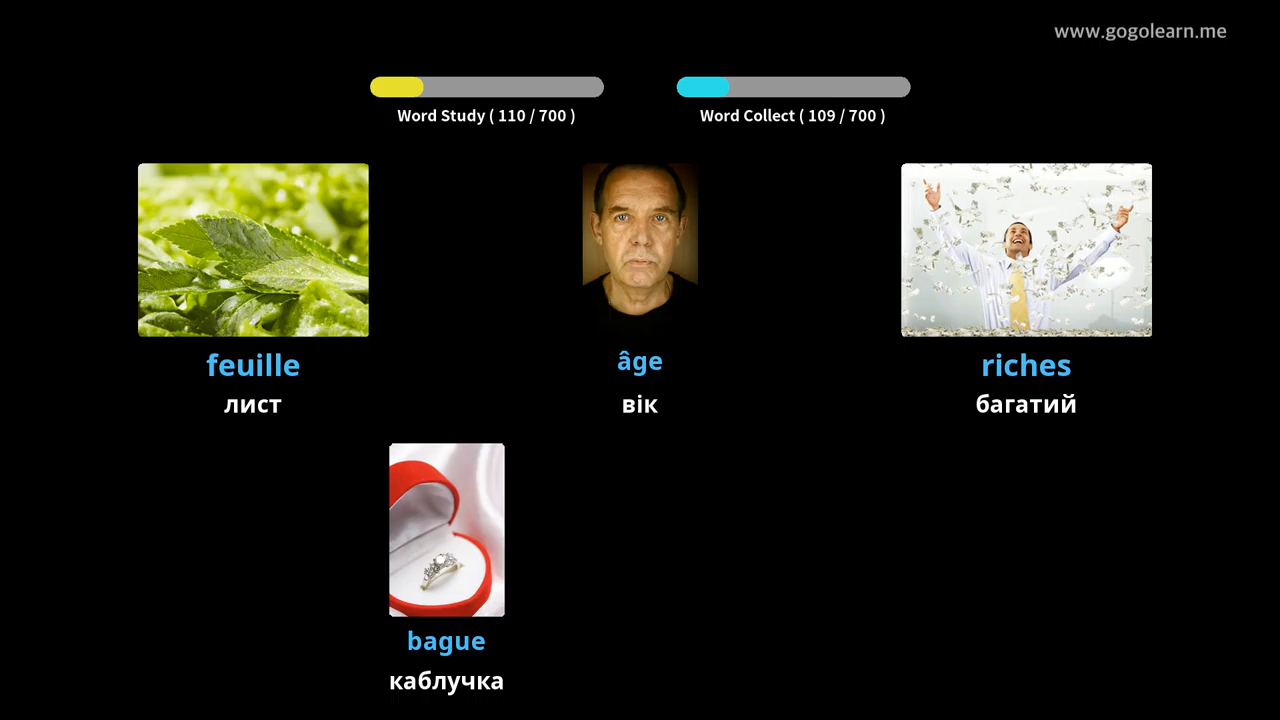 www.gogolearn.me
Word Study ( 110 / 700 )
Word Collect ( 109 / 700 )
feuille
лист
âge
вік
riches
багатий
bague
каблучка